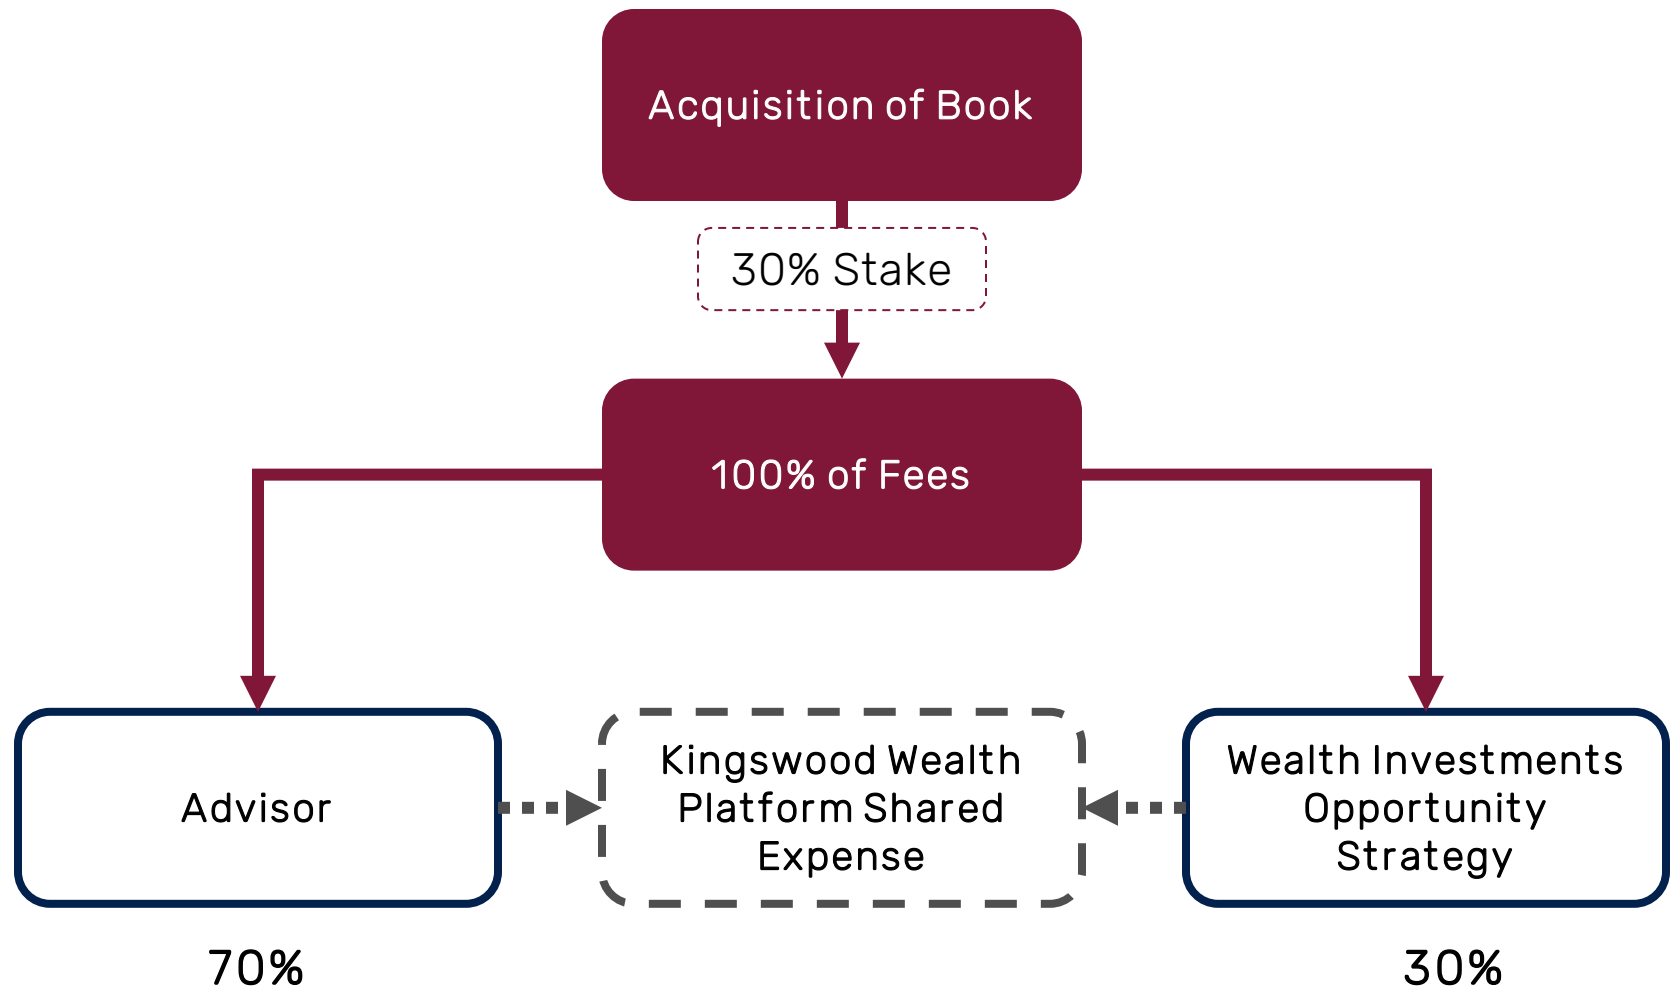 Acquisition of Book
30% Stake
100% of Fees
Advisor
Kingswood Wealth
Platform Shared
Expense
Wealth Investments
Opportunity
Strategy
70%
30%